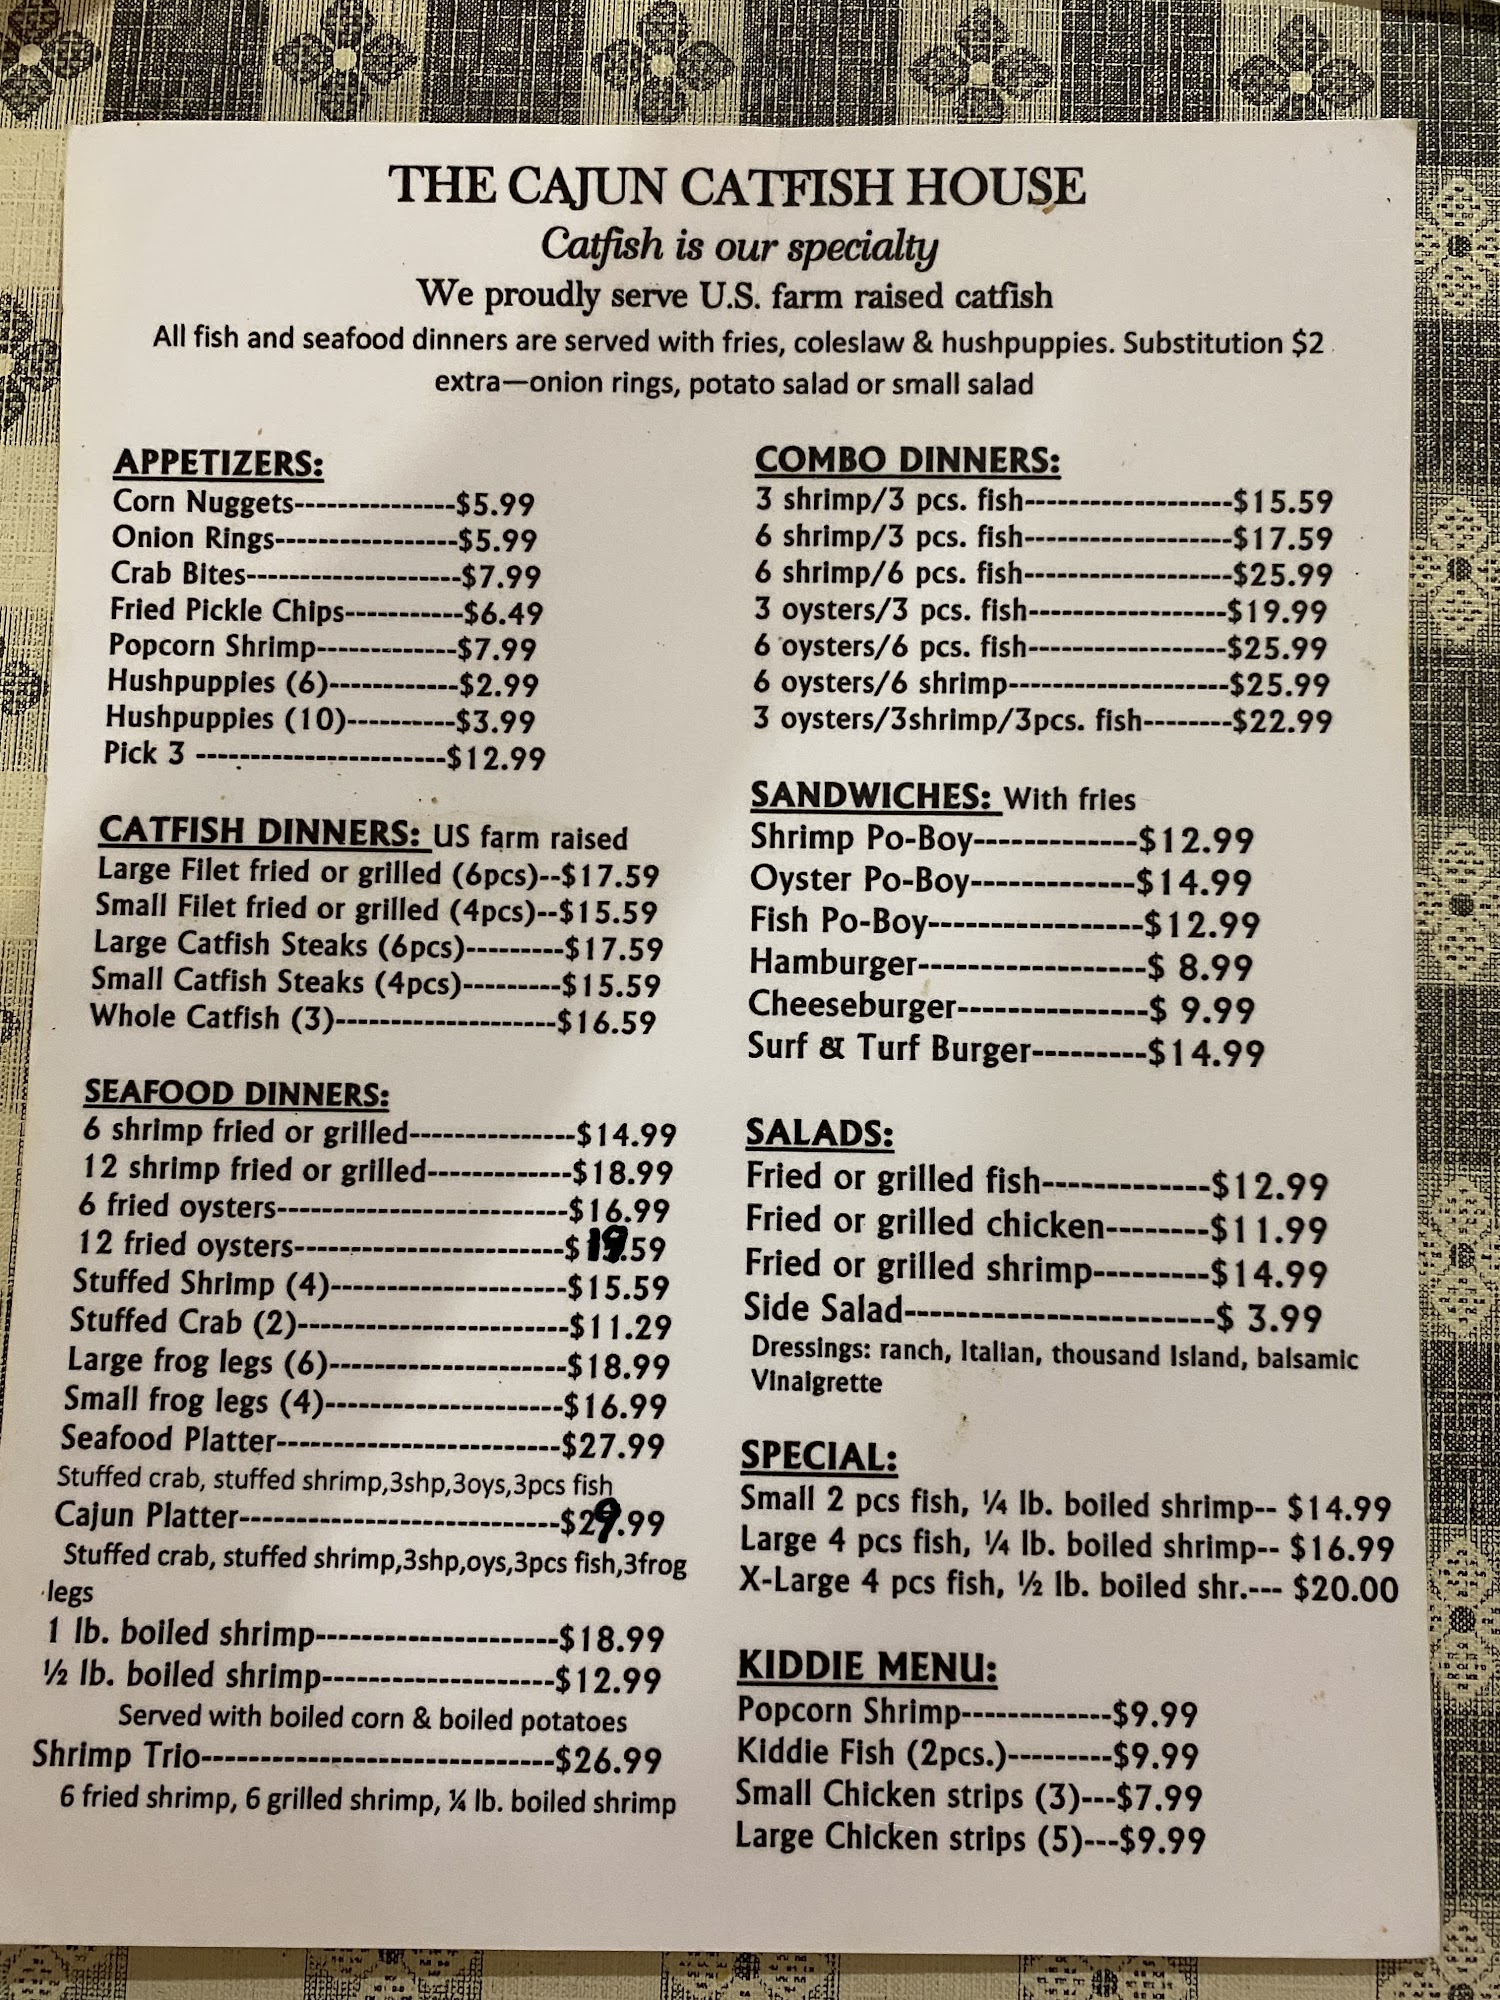 THE CAJUN CATFISH HOUSE
Catfish is our specialty
We proudly serve U.S. farm raised catfish
All fish and seafood dinners are served with fries, coleslaw & hushpuppies. Substitution $2
extra—onion rings, potato salad or small salad
APPETIZERS:
Corn Nuggets---------------$5.99
Onion Rings-----------------$5.99
Crab Bites--------------------$7.99
Fried Pickle Chips-----------$6.49
Popcorn Shrimp-------------$7.99
Hushpuppies (6)------------$2.99
Hushpuppies (10)----------$3.99
Pick 3 -----------------------$12.99
CATFISH DINNERS: US farm raised
Large Filet fried or grilled (6pcs)--$17.59
Small Filet fried or grilled (4pcs)--$15.59
Large Catfish Steaks (6pcs)---------$17.59
Small Catfish Steaks (4pcs)---------$15.59
Whole Catfish (3)--------------------$16.59
SEAFOOD DINNERS:
6 shrimp fried or grilled---------------$14.99
12 shrimp fried or grilled-------------$18.99
6 fried oysters---------------------------$16.99
12 fried oysters-------------------------$19.59
Stuffed Shrimp (4)----------------------$15.59
Stuffed Crab (2)-------------------------$11.29
Large frog legs (6)----------------------$18.99
Small frog legs (4)----------------------$16.99
Seafood Platter--------------------------$27.99
Stuffed crab, stuffed shrimp,3shp,3oys,3pcs fish
Cajun Platter-----------------------------$29.99
Stuffed crab, stuffed shrimp,3shp,oys,3pcs fish,3frog
legs
1 lb. boiled shrimp----------------------$18.99
½ lb. boiled shrimp---------------------$12.99
Served with boiled corn & boiled potatoes
Shrimp Trio--------------------------------$26.99
6 fried shrimp, 6 grilled shrimp, ¼ lb. boiled shrimp
COMBO DINNERS:
3 shrimp/3 pcs. fish-------------------$15.59
6 shrimp/3 pcs. fish-------------------$17.59
6 shrimp/6 pcs. fish-------------------$25.99
3 oysters/3 pcs. fish------------------$19.99
6 oysters/6 pcs. fish------------------$25.99
6 oysters/6 shrimp--------------------$25.99
3 oysters/3shrimp/3pcs. fish--------$22.99
SANDWICHES: With fries
Shrimp Po-Boy-------------$12.99
Oyster Po-Boy-------------$14.99
Fish Po-Boy-----------------$12.99
Hamburger------------------$ 8.99
Cheeseburger---------------$ 9.99
Surf & Turf Burger---------$14.99
SALADS:
Fried or grilled fish-------------$12.99
Fried or grilled chicken--------$11.99
Fried or grilled shrimp---------$14.99
Side Salad------------------------$ 3.99
Dressings: ranch, Italian, thousand Island, balsamic
Vinaigrette
SPECIAL:
Small 2 pcs fish, ¼ lb. boiled shrimp-- $14.99
Large 4 pcs fish, ¼ lb. boiled shrimp-- $16.99
X-Large 4 pcs fish, ½ lb. boiled shr.--- $20.00
KIDDIE MENU:
Popcorn Shrimp-------------$9.99
Kiddie Fish (2pcs.)---------$9.99
Small Chicken strips (3)---$7.99
Large Chicken strips (5)---$9.99